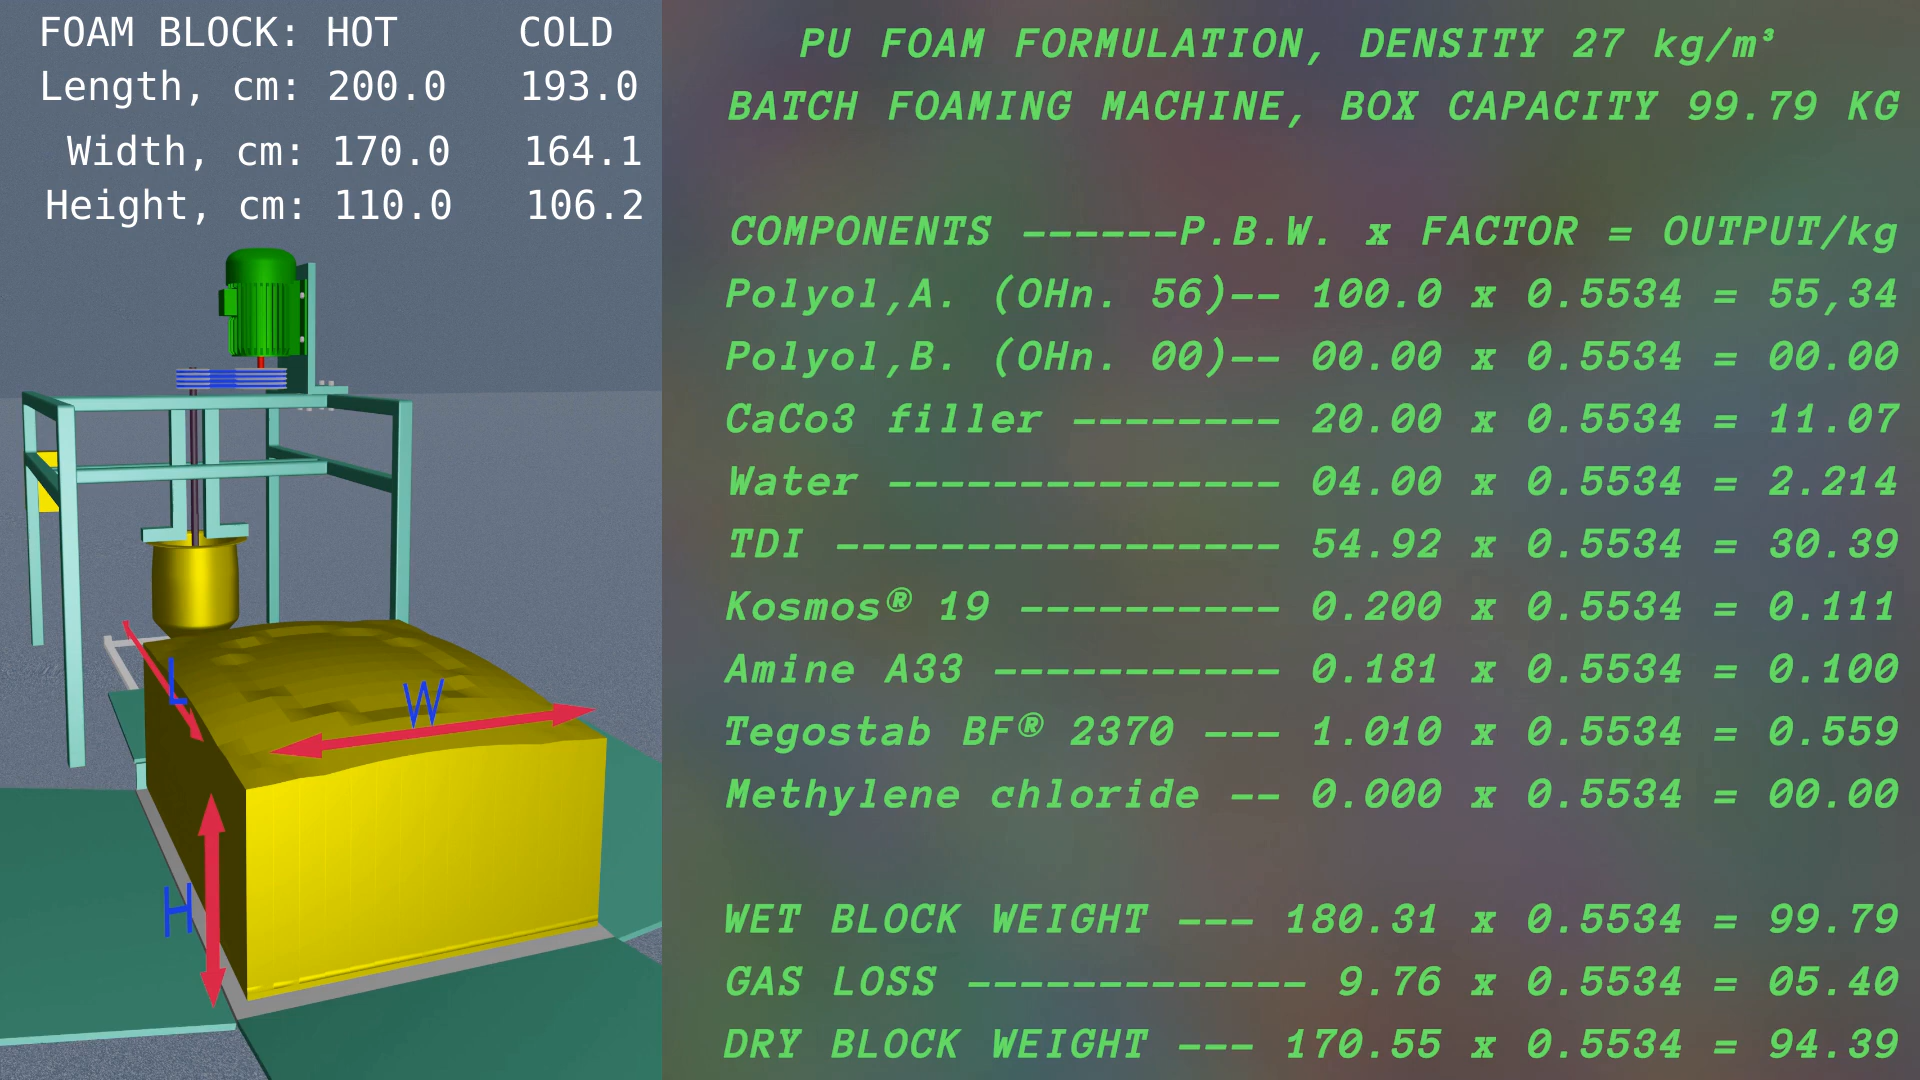 FOAM BLOCK: HOT COLD
Length, cm: 200.0 193.0
Width, cm: 170.0 164.1
Height, cm: 110.0 106.2
L
W
H
PU FOAM FORMULATION, DENSITY 27 kg/m³
BATCH FOAMING MACHINE, BOX CAPACITY 99.79 KG
COMPONENTS ------P.B.W. x FACTOR = OUTPUT/kg
Polyol,A. (OHn. 56)-- 100.0 x 0.5534 = 55,34
Polyol,B. (OHn. 00)-- 00.00 x 0.5534 = 00.00
CaCo3 filler -------- 20.00 x 0.5534 = 11.07
Water --------------- 04.00 x 0.5534 = 2.214
TDI ----------------- 54.92 x 0.5534 = 30.39
Kosmos® 19 ---------- 0.200 x 0.5534 = 0.111
Amine A33 ----------- 0.181 x 0.5534 = 0.100
Tegostab BF® 2370 --- 1.010 x 0.5534 = 0.559
Methylene chloride -- 0.000 x 0.5534 = 00.00
WET BLOCK WEIGHT --- 180.31 x 0.5534 = 99.79
GAS LOSS ------------- 9.76 x 0.5534 = 05.40
DRY BLOCK WEIGHT --- 170.55 x 0.5534 = 94.39